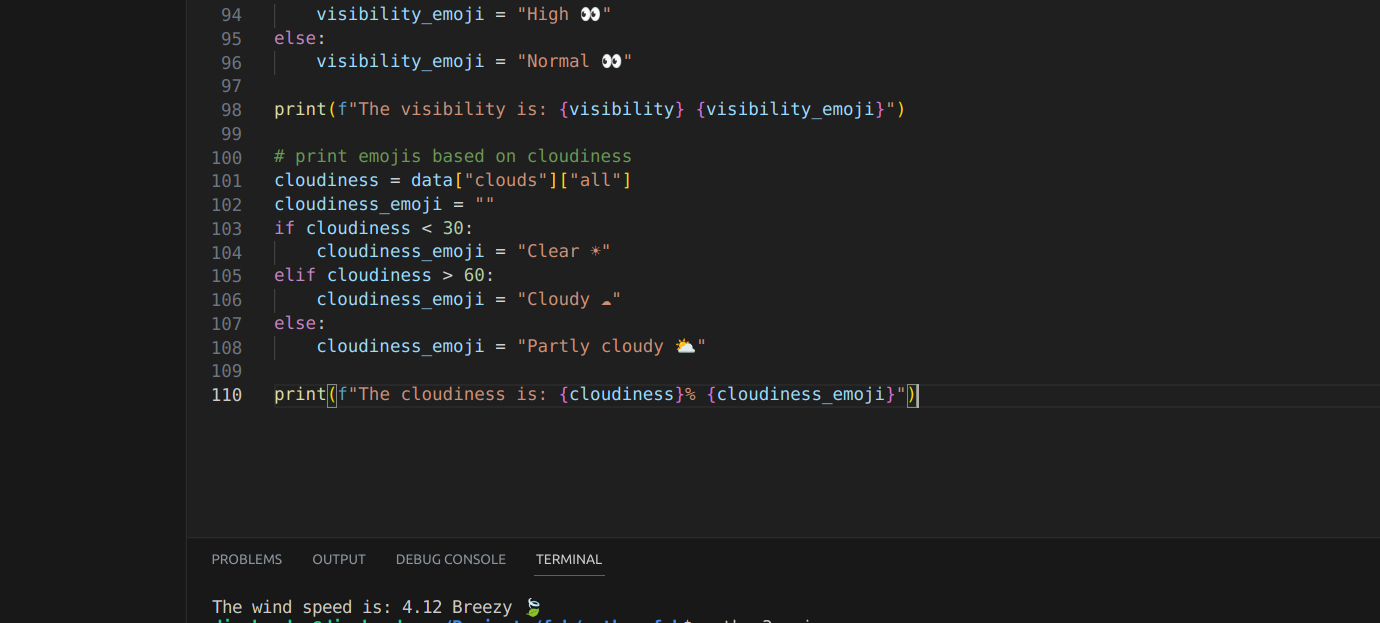 94 visibility_emoji = "High 👀"
95 else:
96 visibility_emoji = "Normal 👀"
97
98 print(f"The visibility is: {visibility} {visibility_emoji}")
99
100 # print emojis based on cloudiness
101 cloudiness = data["clouds"]["all"]
102 cloudiness_emoji = ""
103 if cloudiness < 30:
104 cloudiness_emoji = "Clear ☀"
105 elif cloudiness > 60:
106 cloudiness_emoji = "Cloudy ☁"
107 else:
108 cloudiness_emoji = "Partly cloudy ⛅"
109
110 print(f"The cloudiness is: {cloudiness}% {cloudiness_emoji}")
PROBLEMS OUTPUT DEBUG CONSOLE TERMINAL
The wind speed is: 4.12 Breezy 🍃